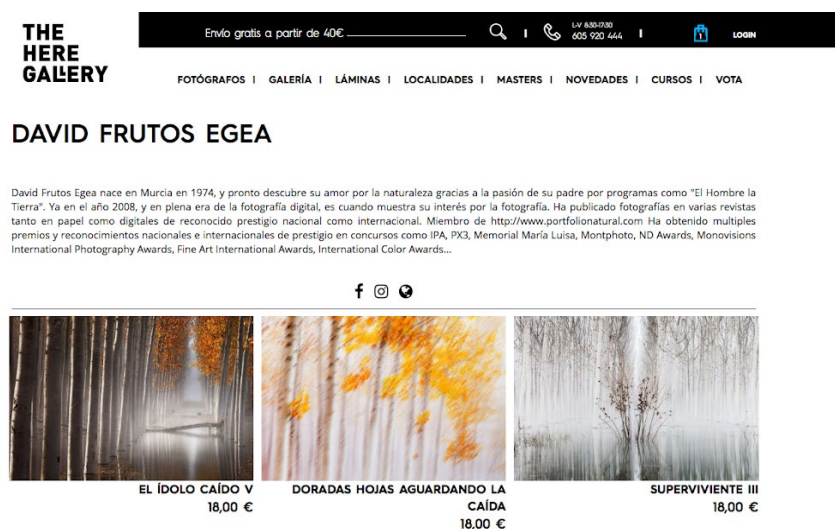 THE
HERE
GALLERY
Envío gratis a partir de 40€
L-V 8:30-17:30
605 920 444
1
LOGIN
FOTÓGRAFOS I GALERÍA I LÁMINAS I LOCALIDADES I MASTERS I NOVEDADES I CURSOS I VOTA
DAVID FRUTOS EGEA
David Frutos Egea nace en Murcia en 1974, y pronto descubre su amor por la naturaleza gracias a la pasión de su padre por programas como "El Hombre la
Tierra". Ya en el año 2008, y en plena era de la fotografía digital, es cuando muestra su interés por la fotografía. Ha publicado fotografías en varias revistas
tanto en papel como digitales de reconocido prestigio nacional como internacional. Miembro de http://www.portfolionatural.com Ha obtenido multiples
premios y reconocimientos nacionales e internacionales de prestigio en concursos como IPA, PX3, Memorial María Luisa, Montphoto, ND Awards, Monovisions
International Photography Awards, Fine Art International Awards, International Color Awards...
EL ÍDOLO CAÍDO V
18,00 €
DORADAS HOJAS AGUARDANDO LA
CAÍDA
18,00 €
SUPERVIVIENTE III
18,00 €